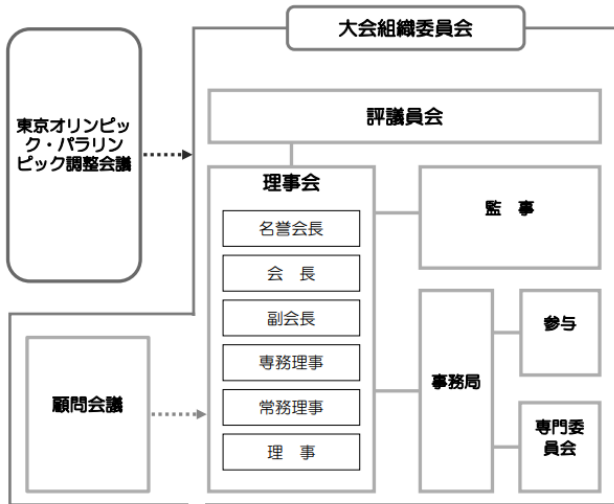 大会組織委員会
東京オリンピッ
ク・パラリン
ピック調整会議
評議員会
理事会
名誉会長
会 長
副会長
専務理事
常務理事
理 事
監 事
顧問会議
事務局
参与
専門委
員会